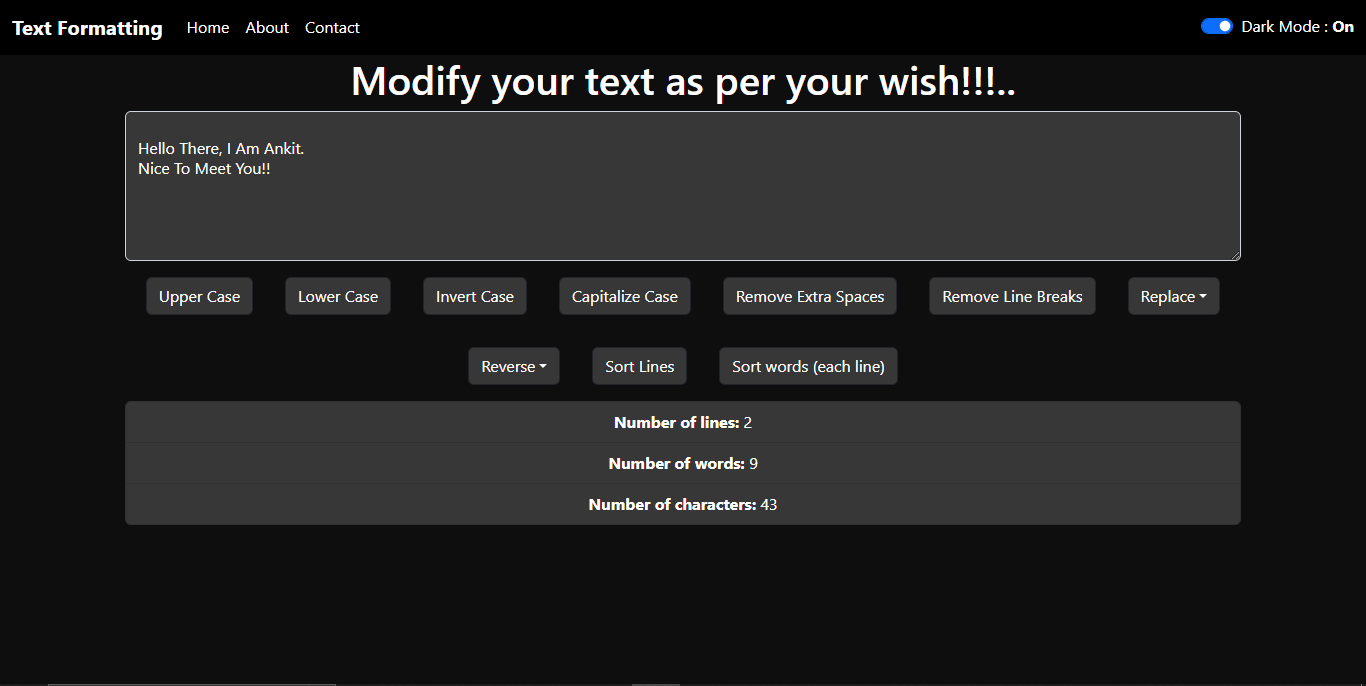 Text Formatting Home About Contact Dark Mode : On
Modify your text as per your wish!!!..
Hello There, I Am Ankit.
Nice To Meet You!!
Upper Case Lower Case Invert Case Capitalize Case Remove Extra Spaces Remove Line Breaks Replace
Reverse Sort Lines Sort words (each line)
Number of lines: 2
Number of words: 9
Number of characters: 43